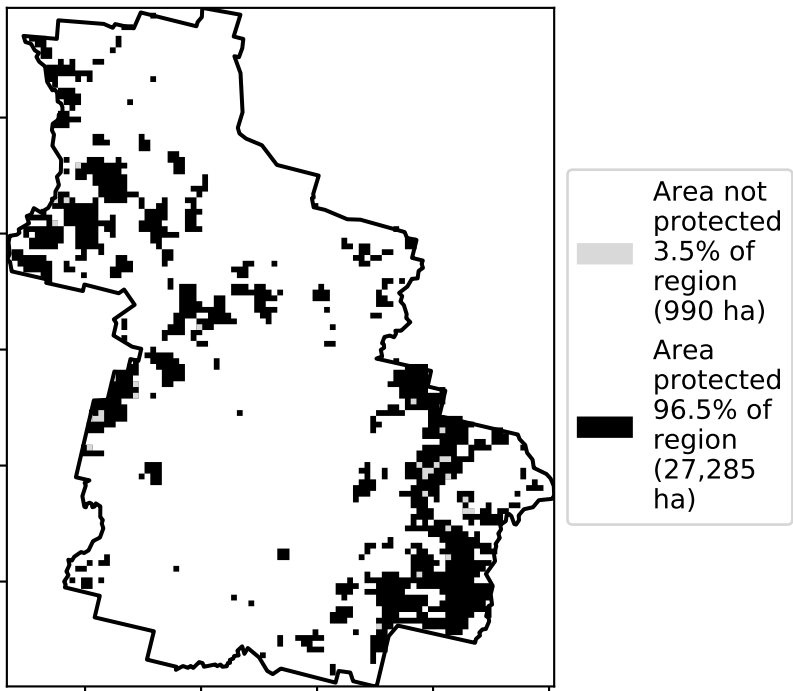 Area not
protected
3.5% of
region
(990 ha)
Area
protected
96.5% of
region
(27,285
ha)